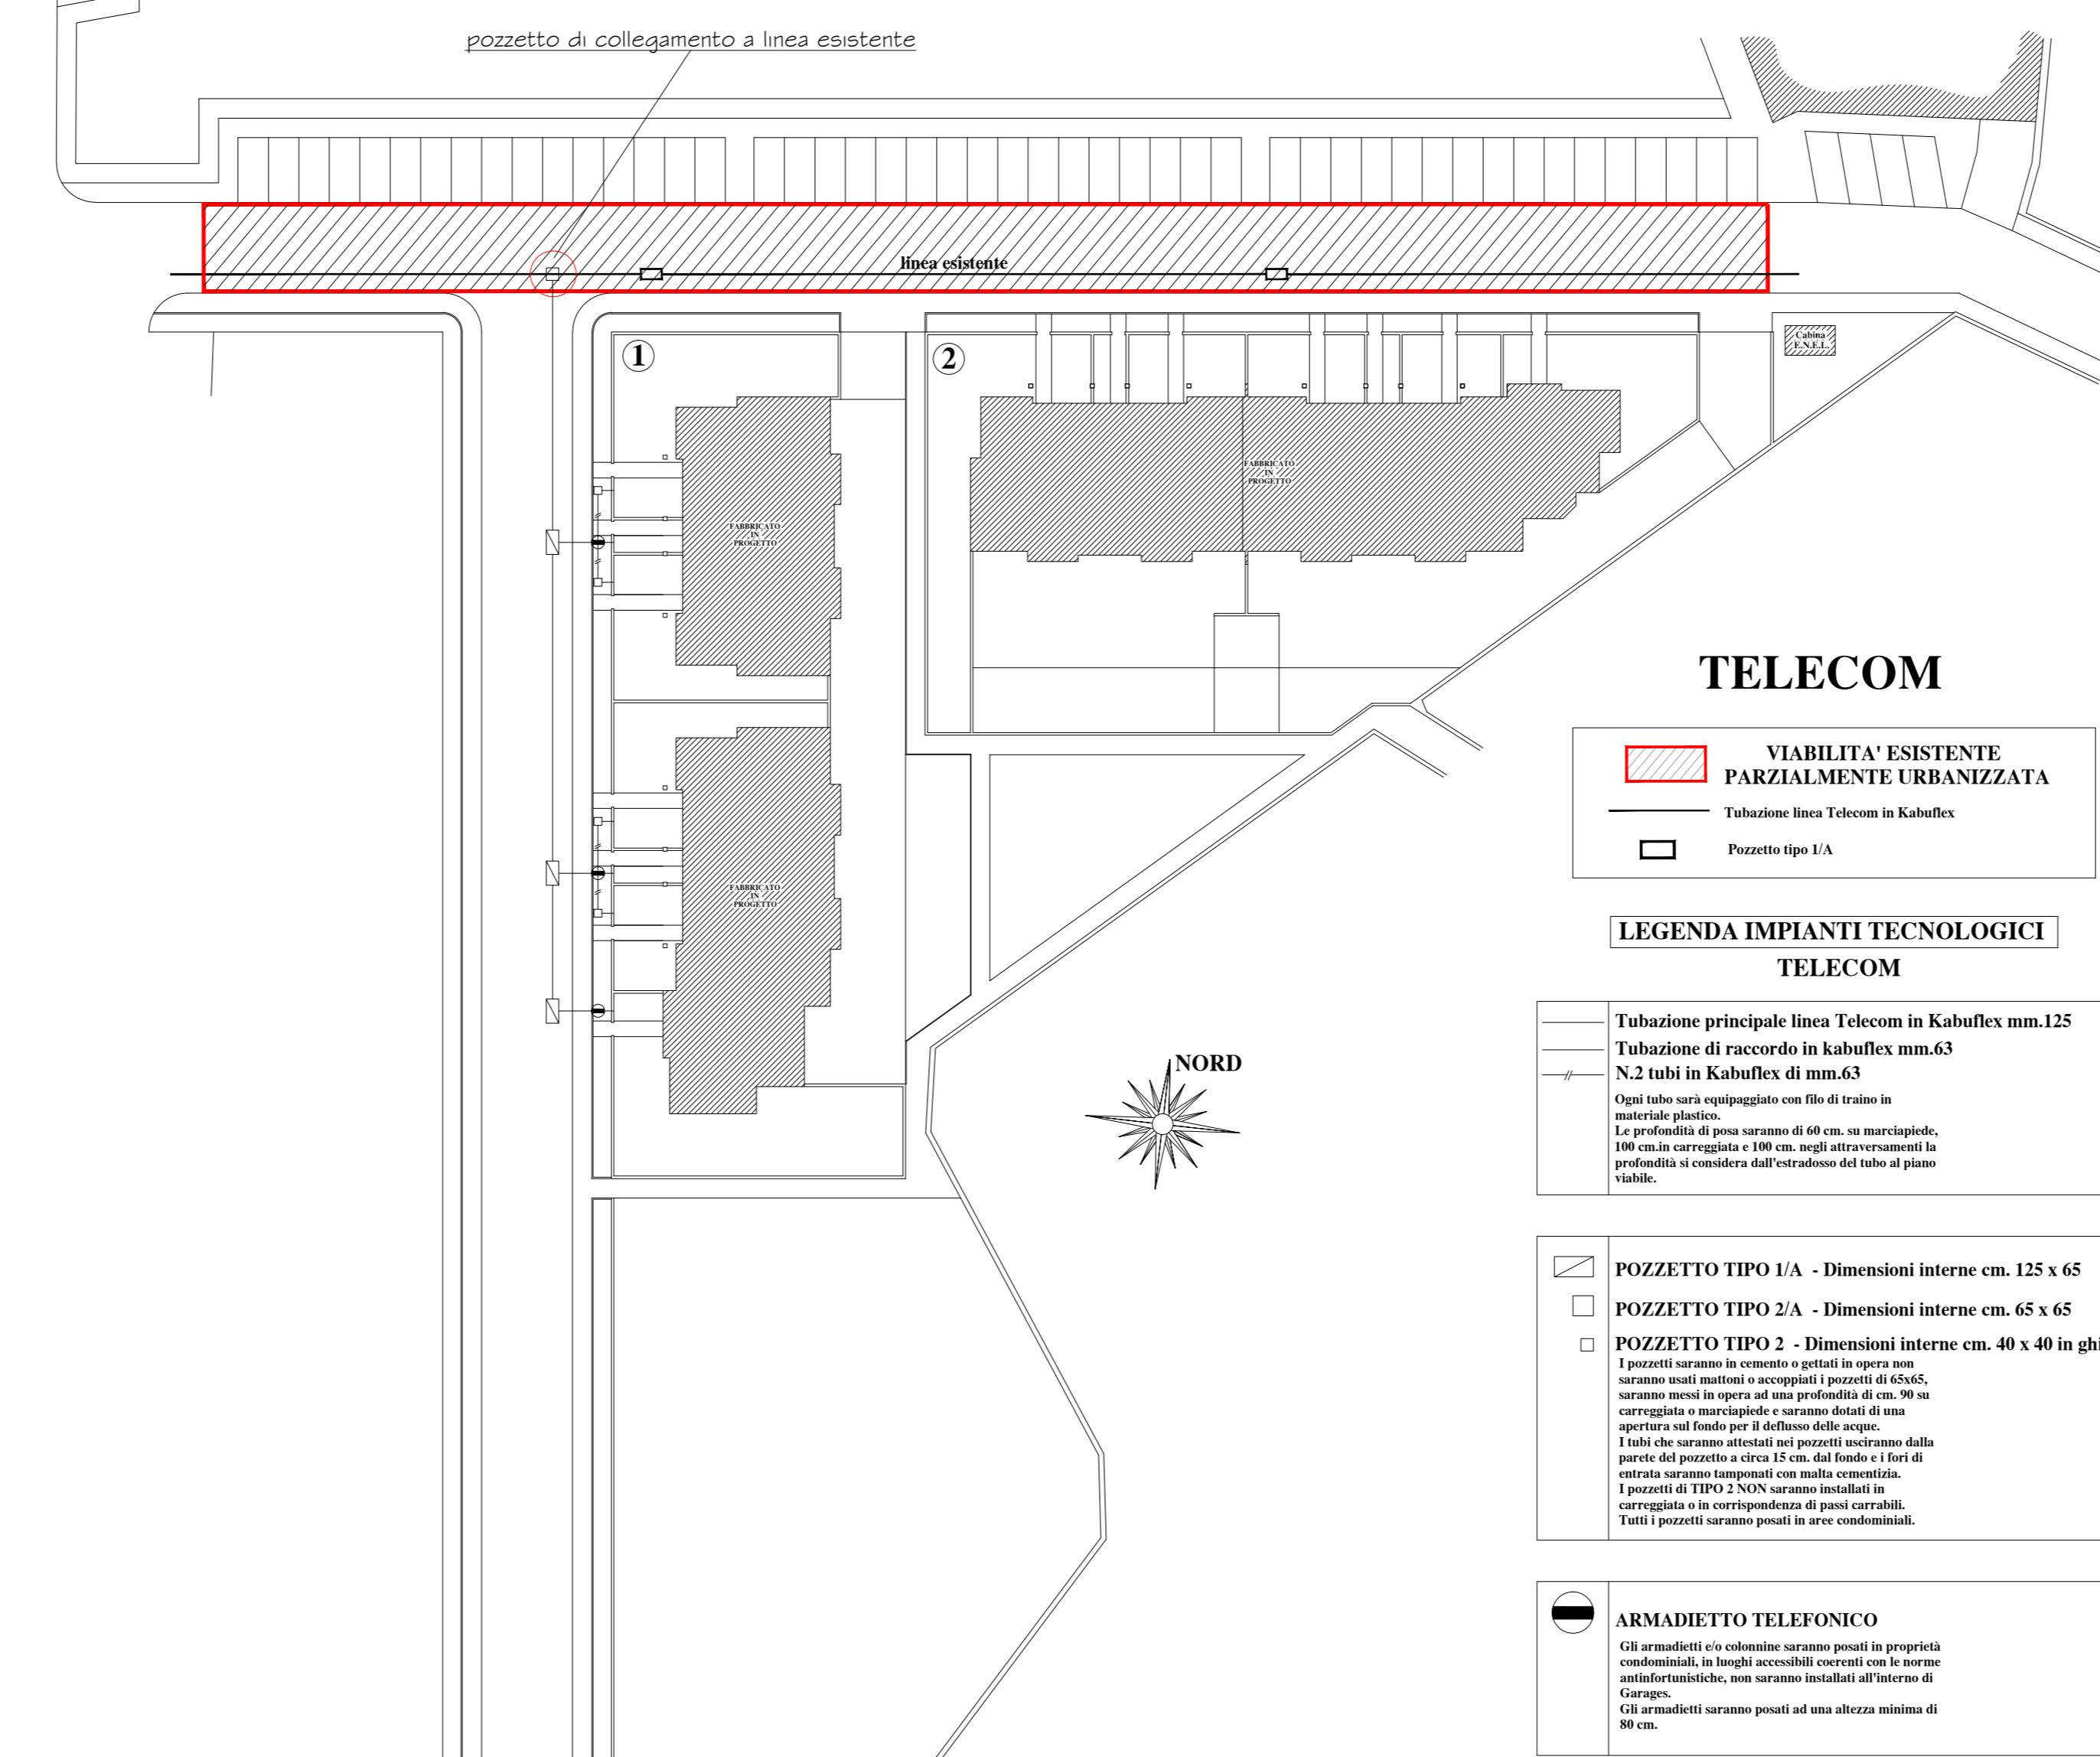 pozzetto di collegamento a linea esistente
linea esistente
1
2
Cabina
E.N.E.L.
FABBRICATO
IN
PROGETTO
FABBRICATO
IN
PROGETTO
FABBRICATO
IN
PROGETTO
NORD
TELECOM
VIABILITA' ESISTENTE
PARZIALMENTE URBANIZZATA
Tubazione linea Telecom in Kabuflex
Pozzetto tipo 1/A
LEGENDA IMPIANTI TECNOLOGICI
TELECOM
Tubazione principale linea Telecom in Kabuflex mm.125
Tubazione di raccordo in kabuflex mm.63
N.2 tubi in Kabuflex di mm.63
Ogni tubo sarà equipaggiato con filo di traino in
materiale plastico.
Le profondità di posa saranno di 60 cm. su marciapiede,
100 cm.in carreggiata e 100 cm. negli attraversamenti la
profondità si considera dall'estradosso del tubo al piano
viabile.
POZZETTO TIPO 1/A - Dimensioni interne cm. 125 x 65
POZZETTO TIPO 2/A - Dimensioni interne cm. 65 x 65
POZZETTO TIPO 2 - Dimensioni interne cm. 40 x 40 in ghi
I pozzetti saranno in cemento o gettati in opera non
saranno usati mattoni o accoppiati i pozzetti di 65x65,
saranno messi in opera ad una profondità di cm. 90 su
carreggiata o marciapiede e saranno dotati di una
apertura sul fondo per il deflusso delle acque.
I tubi che saranno attestati nei pozzetti usciranno dalla
parete del pozzetto a circa 15 cm. dal fondo e i fori di
entrata saranno tamponati con malta cementizia.
I pozzetti di TIPO 2 NON saranno installati in
carreggiata o in corrispondenza di passi carrabili.
Tutti i pozzetti saranno posati in aree condominiali.
ARMADIETTO TELEFONICO
Gli armadietti e/o colonnine saranno posati in proprietà
condominiali, in luoghi accessibili coerenti con le norme
antinfortunistiche, non saranno installati all'interno di
Garages.
Gli armadietti saranno posati ad una altezza minima di
80 cm.